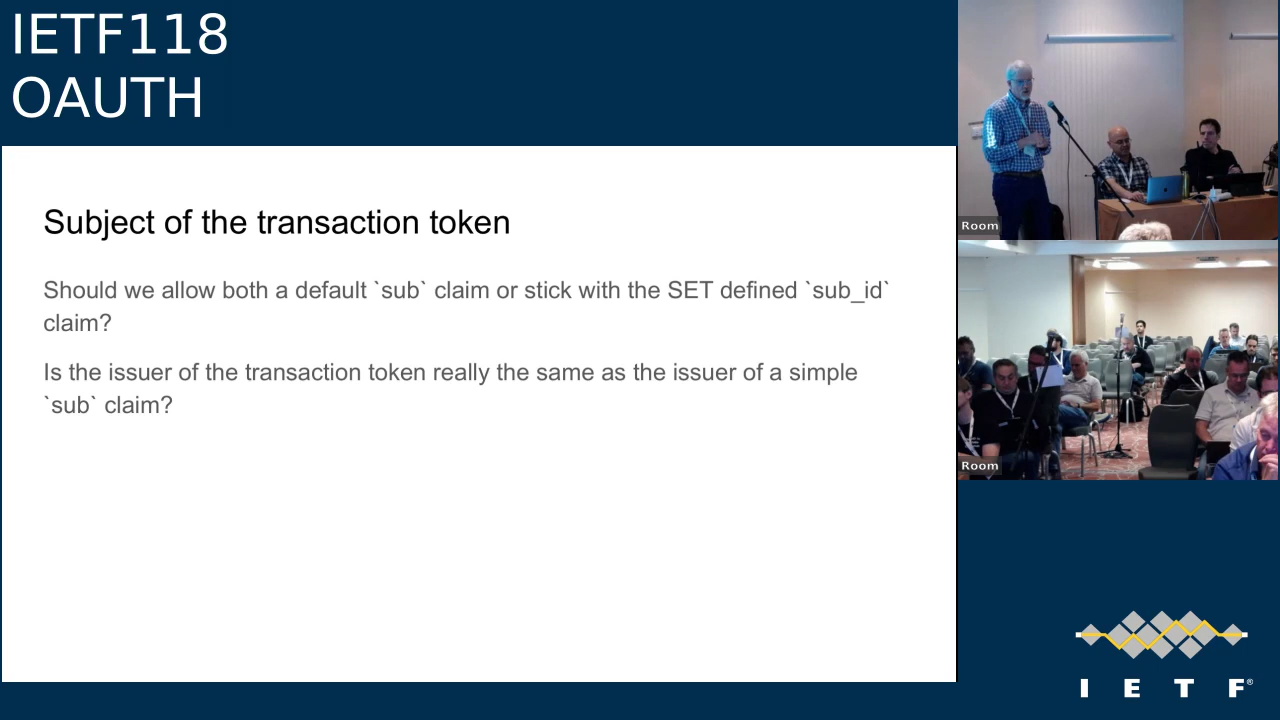 IETF118
OAUTH
Subject of the transaction token
Should we allow both a default `sub` claim or stick with the SET defined `sub_id`
claim?
Is the issuer of the transaction token really the same as the issuer of a simple
`sub` claim?
Room
Room
I E T F®